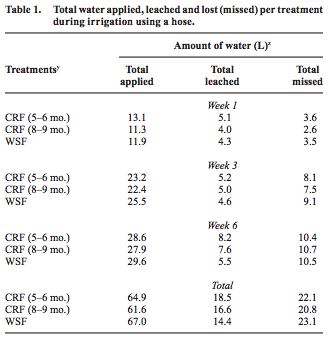 Table 1. Total water applied, leached and lost (missed) per treatment
during irrigation using a hose.
Amount of water (L)ᶻ
Treatmentsʸ Total applied Total leached Total missed
Week 1
CRF (5–6 mo.) 13.1 5.1 3.6
CRF (8–9 mo.) 11.3 4.0 2.6
WSF 11.9 4.3 3.5
Week 3
CRF (5–6 mo.) 23.2 5.2 8.1
CRF (8–9 mo.) 22.4 5.0 7.5
WSF 25.5 4.6 9.1
Week 6
CRF (5–6 mo.) 28.6 8.2 10.4
CRF (8–9 mo.) 27.9 7.6 10.7
WSF 29.6 5.5 10.5
Total
CRF (5–6 mo.) 64.9 18.5 22.1
CRF (8–9 mo.) 61.6 16.6 20.8
WSF 67.0 14.4 23.1